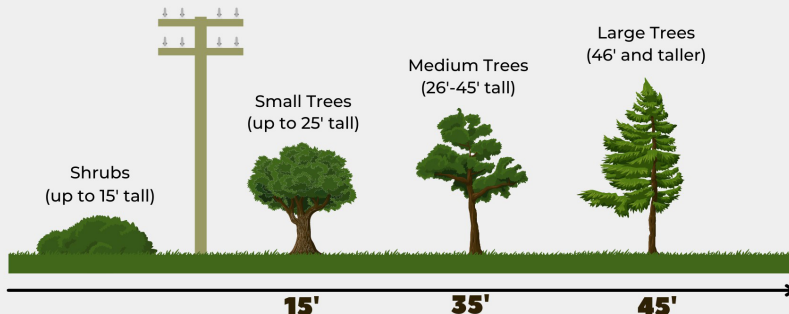 Large Trees
(46' and taller)
Medium Trees
(26'-45' tall)
Small Trees
(up to 25' tall)
Shrubs
(up to 15' tall)
15'
35'
45'